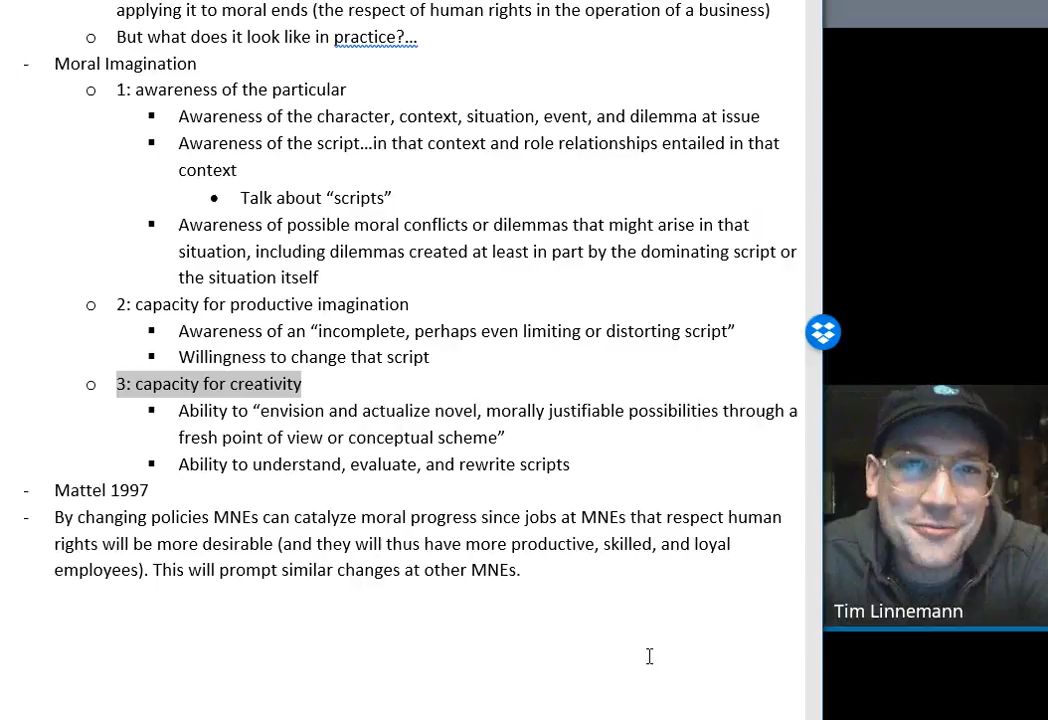 applying it to moral ends (the respect of human rights in the operation of a business)
o But what does it look like in practice?...
- Moral Imagination
o 1: awareness of the particular
▪ Awareness of the character, context, situation, event, and dilemma at issue
▪ Awareness of the script...in that context and role relationships entailed in that
context
• Talk about “scripts”
▪ Awareness of possible moral conflicts or dilemmas that might arise in that
situation, including dilemmas created at least in part by the dominating script or
the situation itself
o 2: capacity for productive imagination
▪ Awareness of an “incomplete, perhaps even limiting or distorting script”
▪ Willingness to change that script
o 3: capacity for creativity
▪ Ability to “envision and actualize novel, morally justifiable possibilities through a
fresh point of view or conceptual scheme”
▪ Ability to understand, evaluate, and rewrite scripts
- Mattel 1997
- By changing policies MNEs can catalyze moral progress since jobs at MNEs that respect human
rights will be more desirable (and they will thus have more productive, skilled, and loyal
employees). This will prompt similar changes at other MNEs.
Tim Linnemann